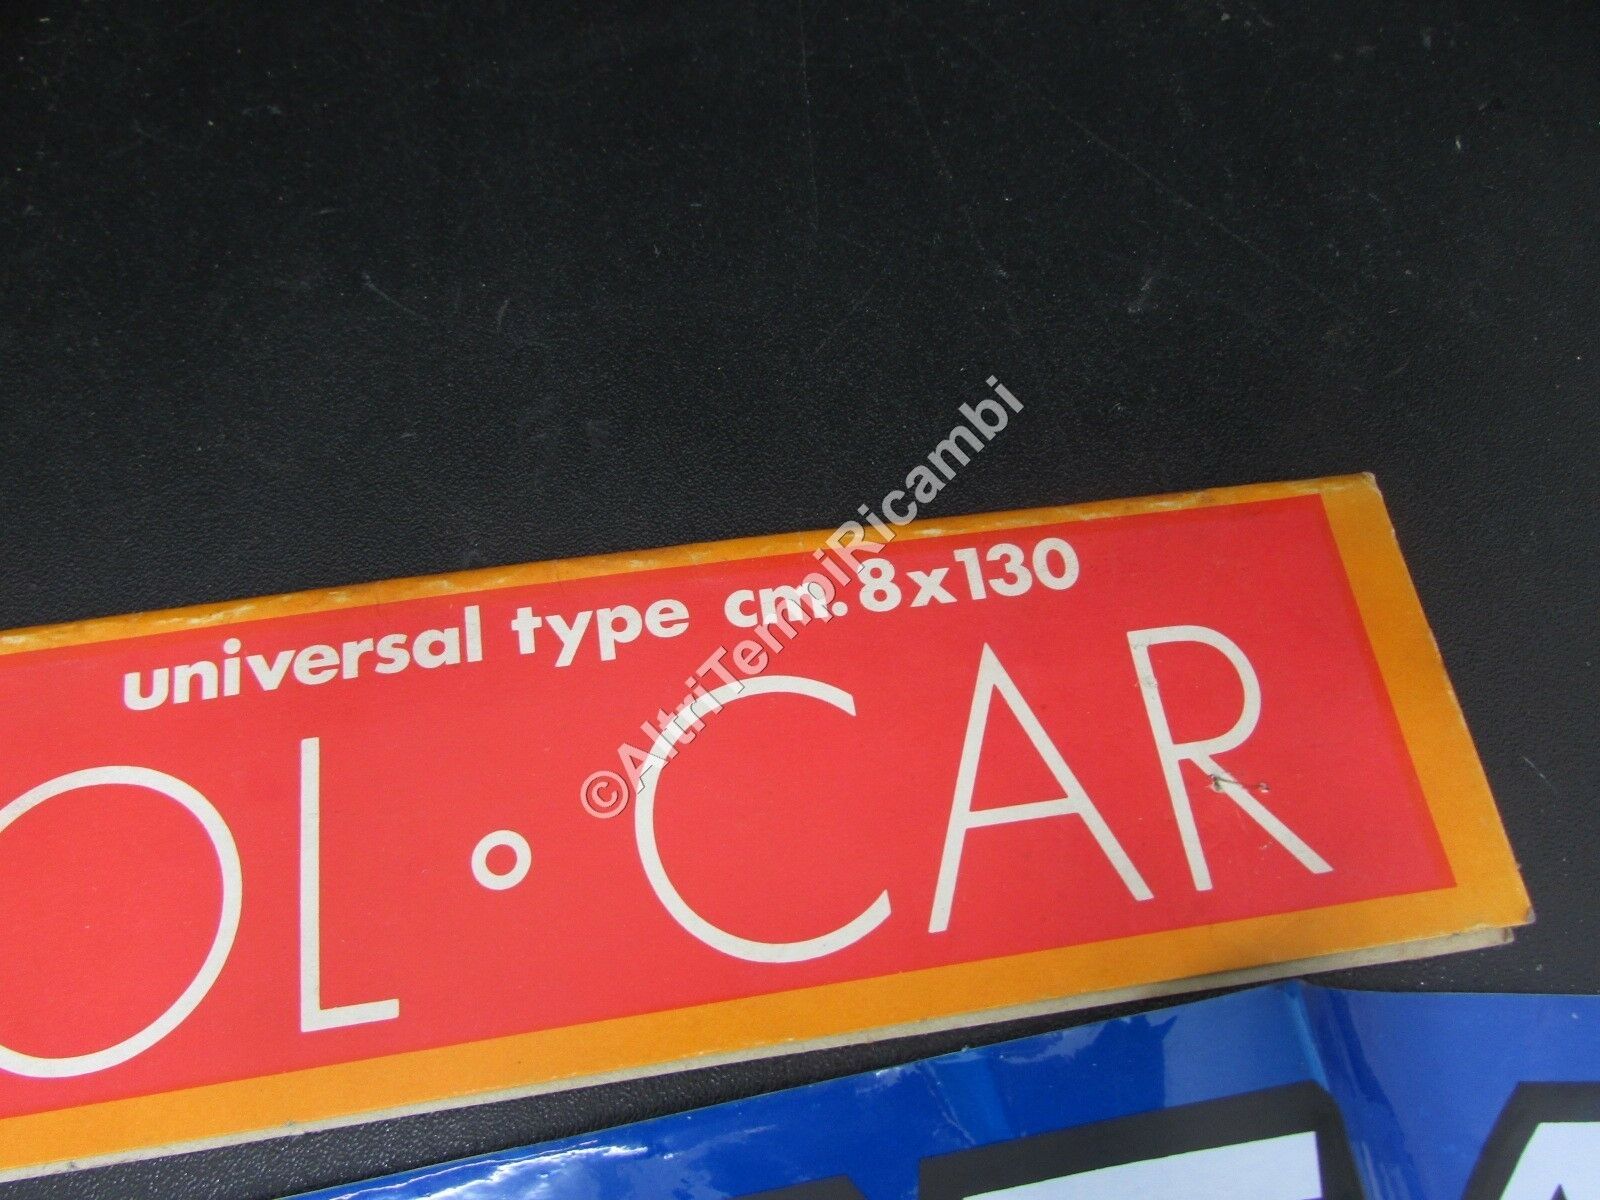 universal type cm. 8x130
OL·CAR
©AltriTempiRicambi